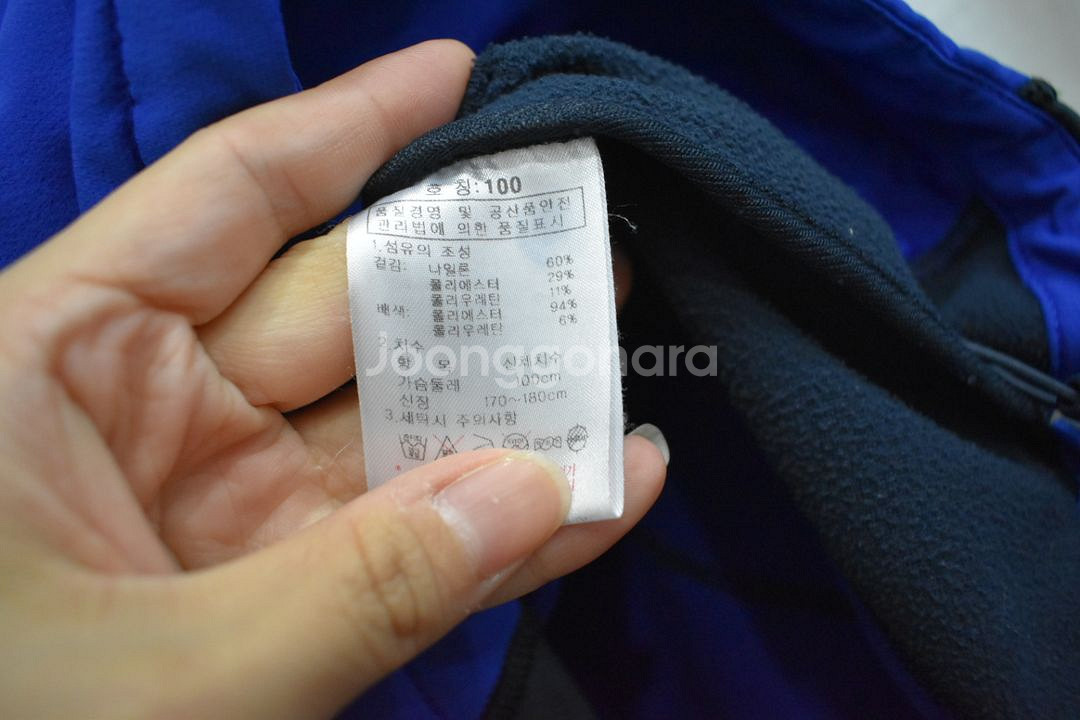 호 칭:100
품질경영 및 공산품안전
관리법에 의한 품질표시
1.섬유의 조성
겉감: 나일론 60%
폴리에스터 29%
폴리우레탄 11%
배색: 폴리에스터 94%
폴리우레탄 6%
2.치수
항 목 신체치수
가슴둘레 100cm
신장 170~180cm
3.세탁시 주의사항
Joonggonara